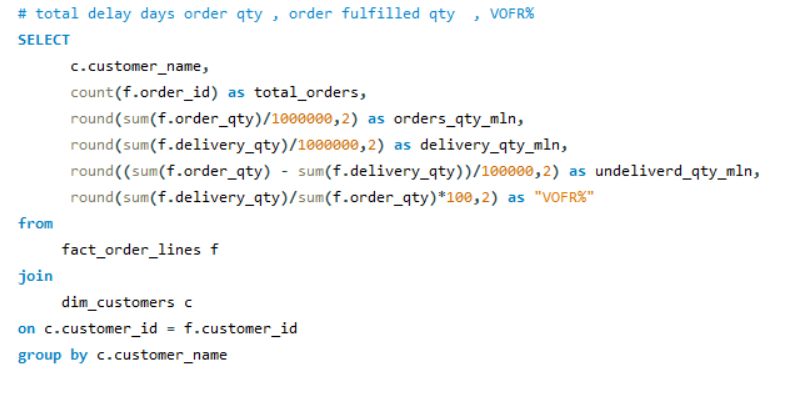 # total delay days order qty , order fulfilled qty  , VOFR%
SELECT
      c.customer_name,
      count(f.order_id) as total_orders,
      round(sum(f.order_qty)/1000000,2) as orders_qty_mln,
      round(sum(f.delivery_qty)/1000000,2) as delivery_qty_mln,
      round((sum(f.order_qty) - sum(f.delivery_qty))/100000,2) as undeliverd_qty_mln,
      round(sum(f.delivery_qty)/sum(f.order_qty)*100,2) as "VOFR%"
from
     fact_order_lines f
join
     dim_customers c
on c.customer_id = f.customer_id
group by c.customer_name